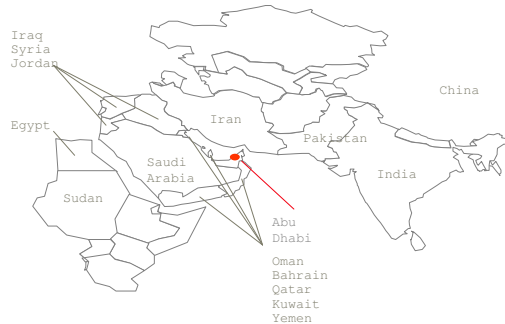 Iraq
Syria
Jordan
China
Iran
Egypt
Pakistan
Saudi
Arabia
India
Sudan
Abu
Dhabi
Oman
Bahrain
Qatar
Kuwait
Yemen